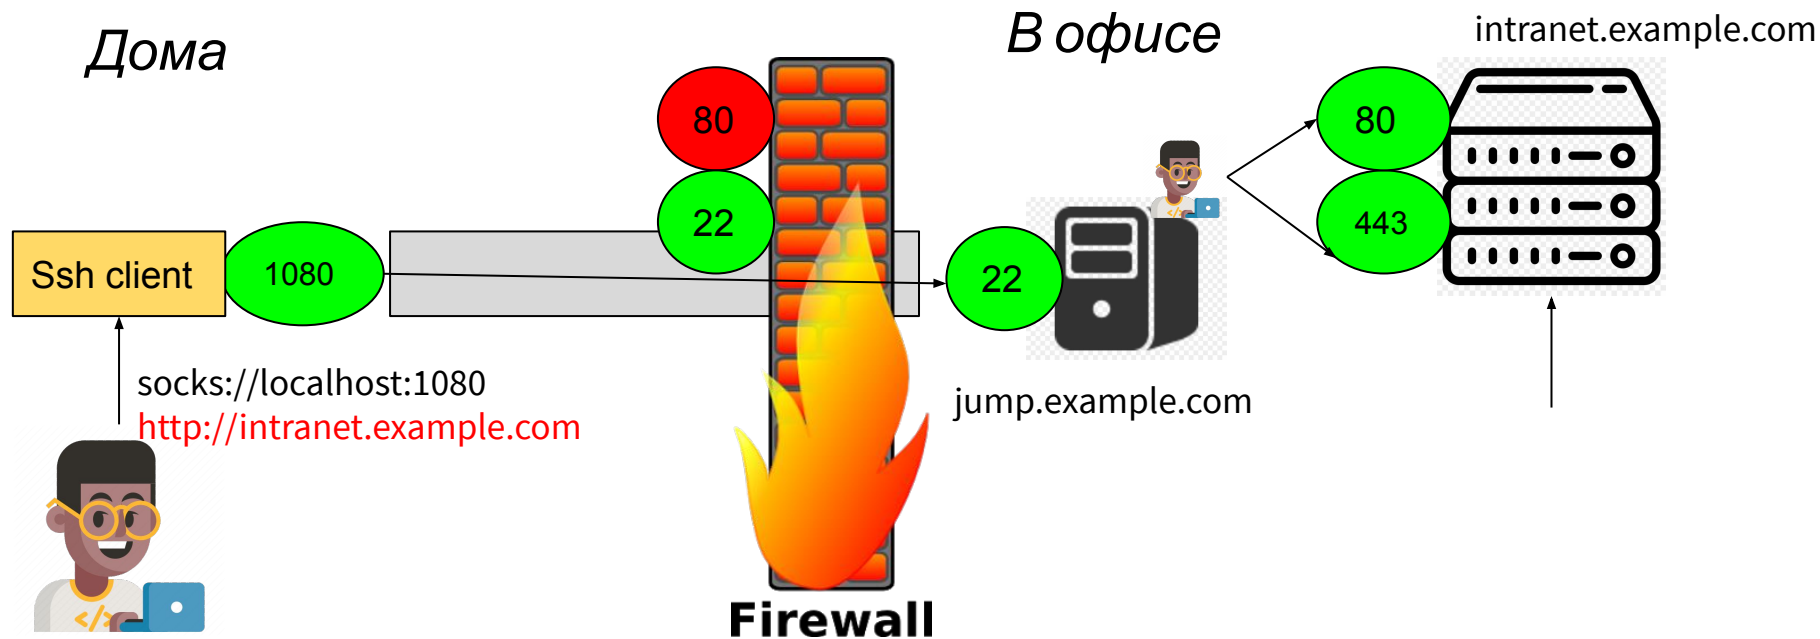 Дома
В офисе
intranet.example.com
80
22
80
443
Ssh client
1080
22
socks://localhost:1080
http://intranet.example.com
jump.example.com
</>
</>
Firewall